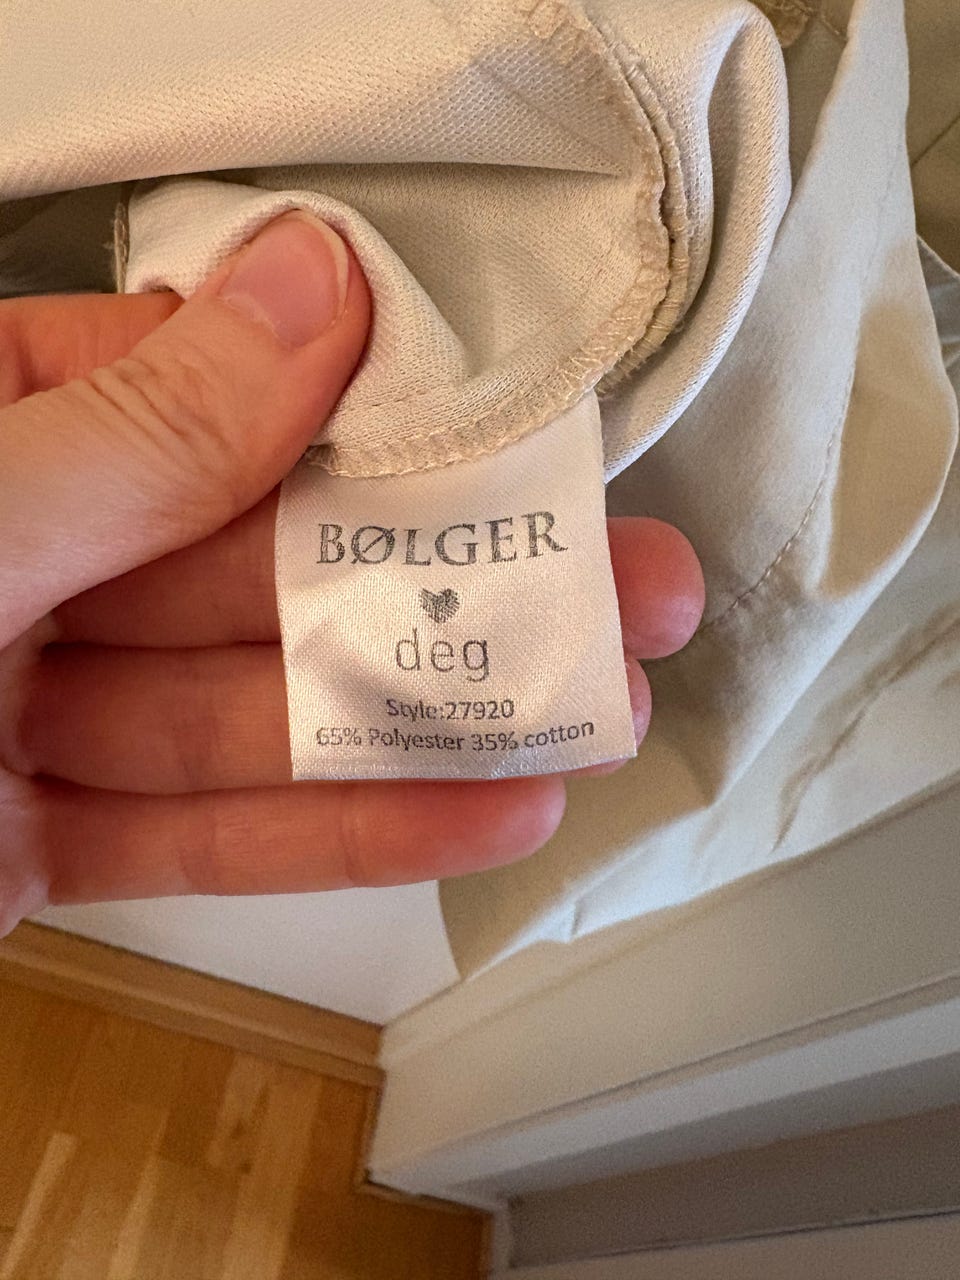 BØLGER
deg
Style:27920
65% Polyester 35% cotton